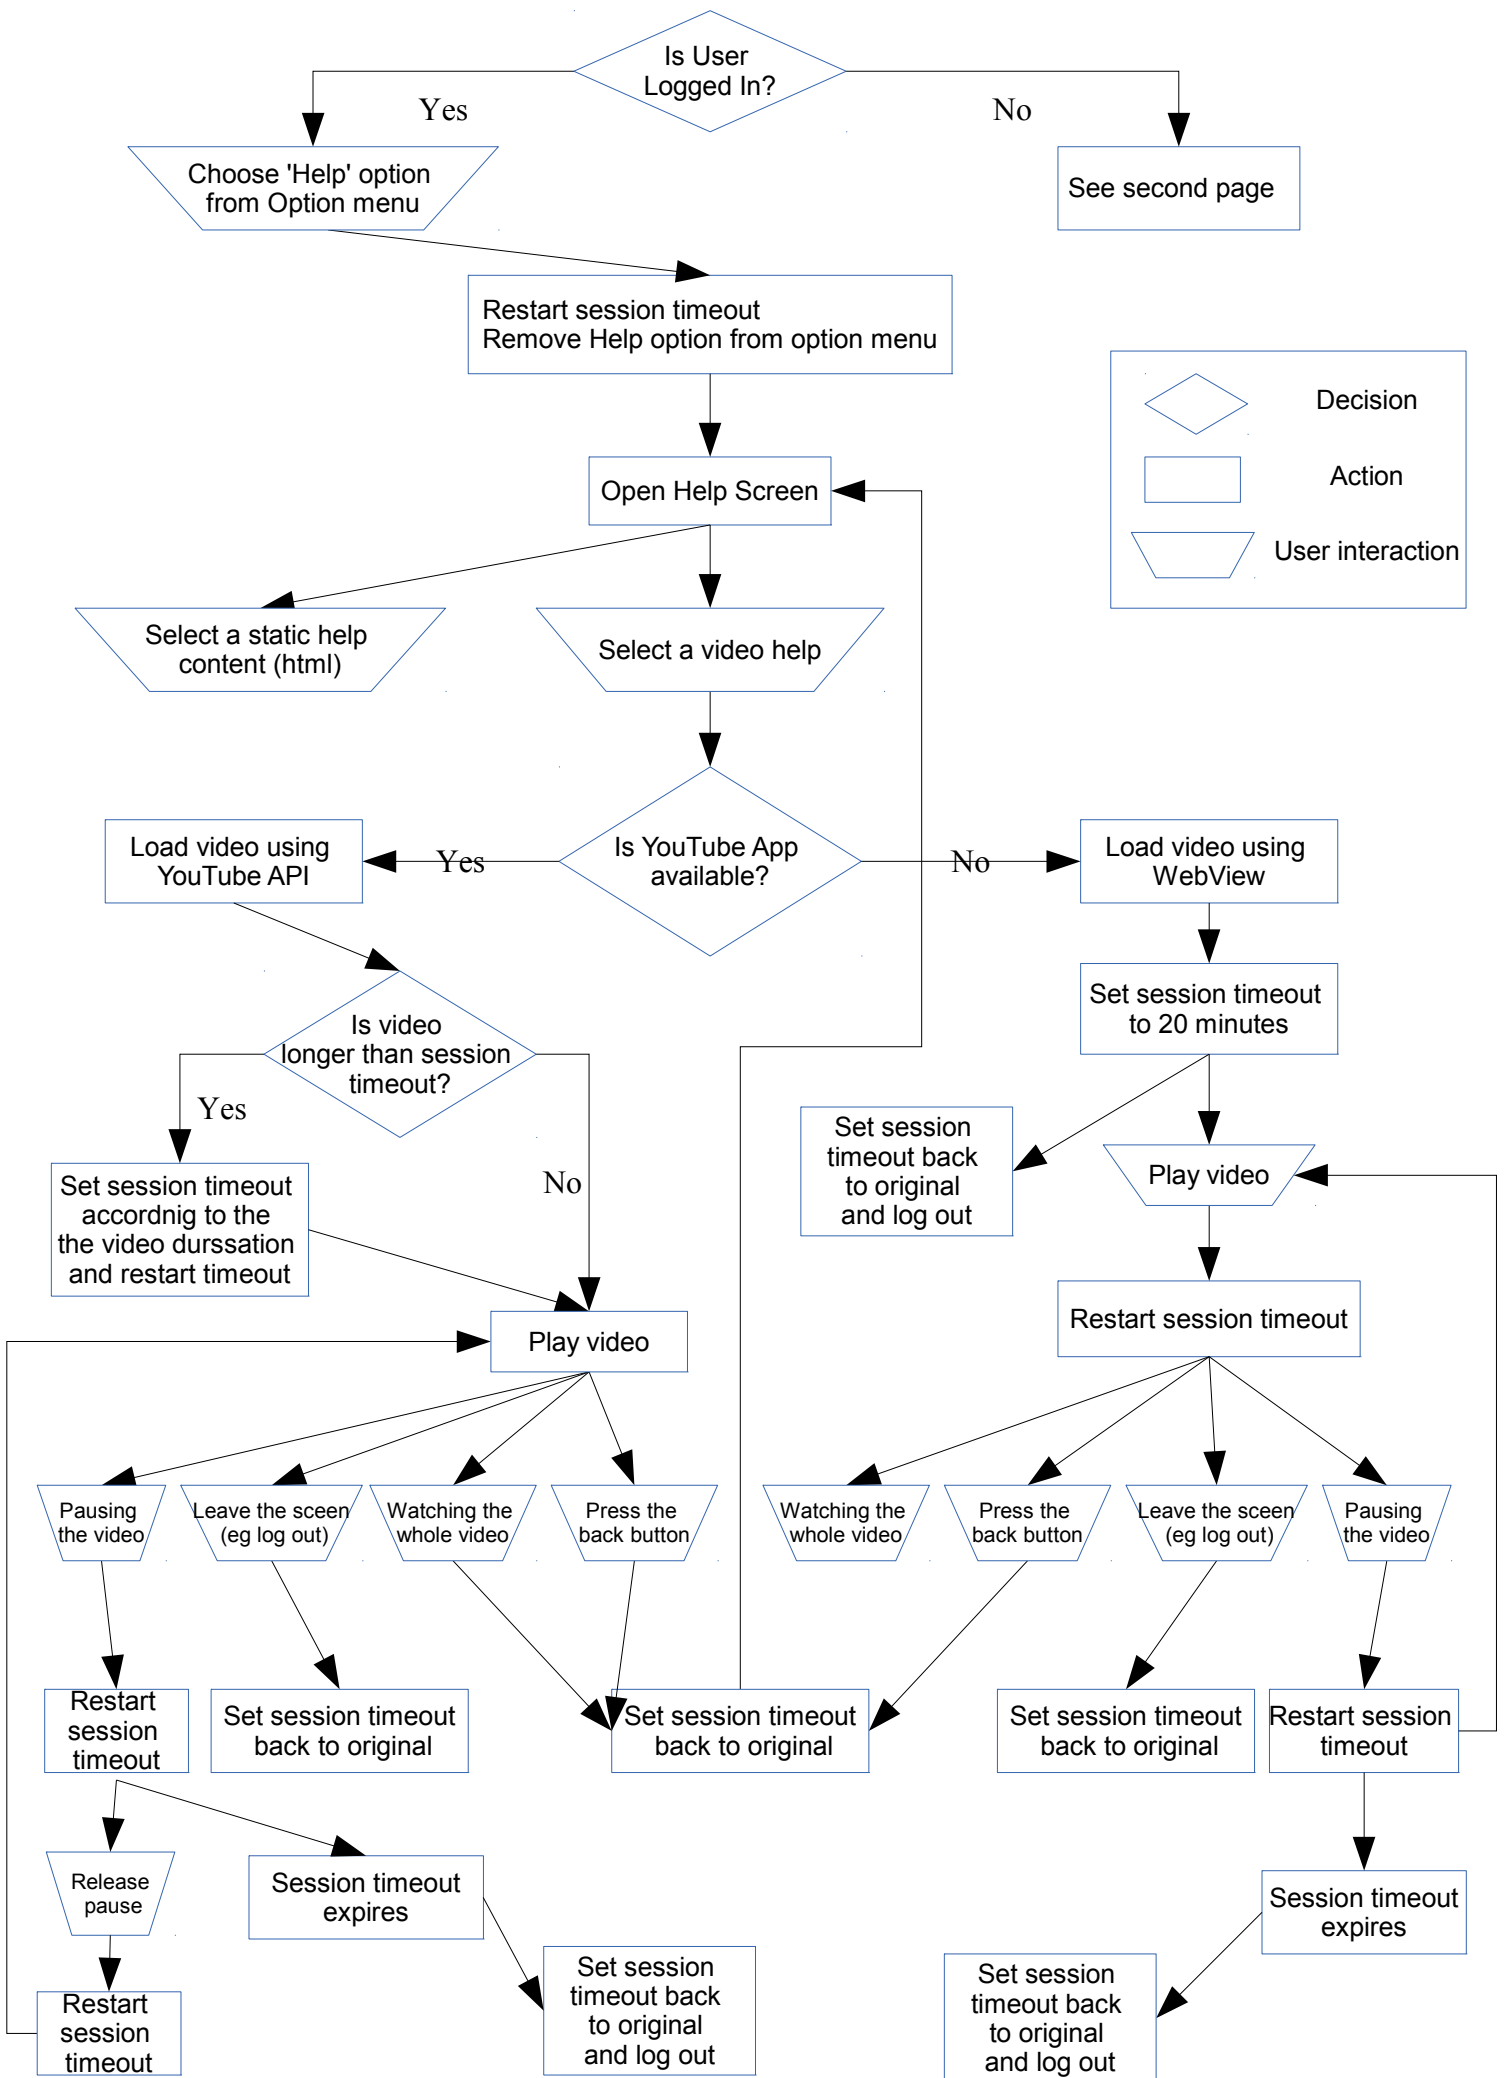 Is User
Logged In?
Yes
No
Choose 'Help' option
from Option menu
See second page
Restart session timeout
Remove Help option from option menu
Decision
Action
User interaction
Open Help Screen
Select a static help
content (html)
Select a video help
Is YouTube App
available?
Yes
No
Load video using
YouTube API
Load video using
WebView
Set session timeout
to 20 minutes
Is video
longer than session
timeout?
Yes
No
Set session
timeout back
to original
and log out
Play video
Set session timeout
accordnig to the
the video durssation
and restart timeout
Restart session timeout
Play video
Pausing
the video
Leave the sceen
(eg log out)
Watching the
whole video
Press the
back button
Watching the
whole video
Press the
back button
Leave the sceen
(eg log out)
Pausing
the video
Restart
session
timeout
Set session timeout
back to original
Set session timeout
back to original
Set session timeout
back to original
Restart session
timeout
Release
pause
Session timeout
expires
Session timeout
expires
Restart
session
timeout
Set session
timeout back
to original
and log out
Set session
timeout back
to original
and log out